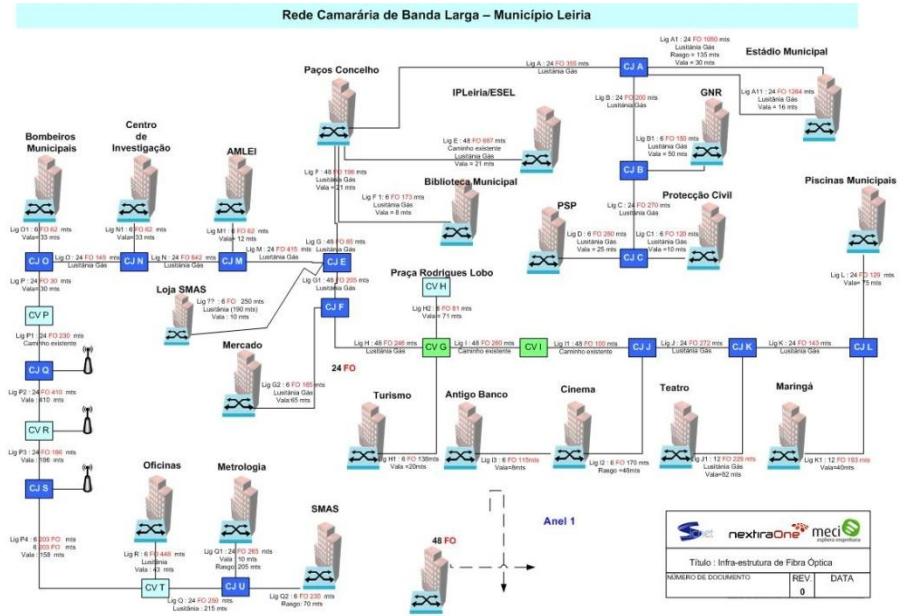 Rede Camarária de Banda Larga – Município Leiria
Paços Concelho
Lig A : 24 FO 355 mts
Lusitânia Gás
CJ A
Lig A1 : 24 FO 1050 mts
Lusitânia Gás
Rasgo = 135 mts
Vala = 30 mts
Estádio Municipal
Lig A11 : 24 FO 1264 mts
Lusitânia Gás
Vala = 16 mts
Lig B : 24 FO 200 mts
Lusitânia Gás
GNR
IPLeiria/ESEL
Lig E : 48 FO 687 mts
Caminho existente
Lusitânia Gás
Vala = 21 mts
Lig B1 : 6 FO 150 mts
Lusitânia Gás
Vala = 50 mts
CJ B
Bombeiros
Municipais
Centro
de
Investigação
AMLEI
Lig F : 48 FO 198 mts
Lusitânia Gás
Vala = 21 mts
Biblioteca Municipal
Lig F 1: 6 FO 173 mts
Lusitânia Gás
Vala = 8 mts
PSP
Lig C : 24 FO 270 mts
Lusitânia Gás
Protecção Civil
Piscinas Municipais
Lig D : 6 FO 280 mts
Lusitânia Gás
Vala = 25 mts
Lig C1 : 6 FO 120 mts
Lusitânia Gás
Vala =10 mts
CJ C
Lig O1 : 6 FO 62 mts
Vala= 33 mts
Lig N1 : 6 FO 62 mts
Vala= 33 mts
Lig M1 : 6 FO 62 mts
Vala= 12 mts
Lig G : 48 FO 85 mts
Lusitânia Gás
CJ O
Lig O : 24 FO 145 mts
Lusitânia Gás
CJ N
Lig N : 24 FO 642 mts
Lusitânia Gás
CJ M
Lig M : 24 FO 415 mts
Lusitânia Gás
CJ E
Lig P : 24 FO 30 mts
Vala=30 mts
Lig G1 : 48 FO 205 mts
Lusitânia Gás
Praça Rodrigues Lobo
CV H
Lig L : 24 FO 129 mts
Vala= 75 mts
Loja SMAS
Lig ?? : 6 FO 250 mts
Lusitânia (190 mts)
Vala : 10 mts
CJ F
Lig H2 : 6 FO 81 mts
Vala = 71 mts
CV P
Lig P1 : 24 FO 230 mts
Caminho existente
Mercado
Lig H : 48 FO 246 mts
Lusitânia Gás
CV G
Lig I : 48 FO 260 mts
Caminho existente
CV I
Lig I1 : 48 FO 100 mts
Caminho existente
CJ J
Lig J : 24 FO 272 mts
Lusitânia Gás
CJ K
Lig K : 24 FO 143 mts
Lusitânia Gás
CJ L
24 FO
CJ Q
Lig G2 : 6 FO 165 mts
Lusitânia Gás
Vala:65 mts
Lig P2 : 24 FO 410 mts
Vala : 410 mts
Turismo
Antigo Banco
Cinema
Teatro
Maringá
CV R
Lig P3 : 24 FO 186 mts
Vala : 186 mts
Lig H1 : 6 FO 138mts
Vala =20mts
Lig I3 : 6 FO 115mts
Vala=8mts
Lig I2 : 6 FO 170 mts
Rasgo =48mts
Lig J1 : 12 FO 229 mts
Lusitânia Gás
Vala=82 mts
Lig K1 : 12 FO 193 mts
Vala=40mts
CJ S
Oficinas
Metrologia
SMAS
Anel 1
48 FO
Lig P4 : 6 203 FO mts
6 203 FO mts
Vala : 158 mts
Lig R : 6 FO 448 mts
Lusitânia
Vala : 43 mts
Lig Q1 : 24 FO 265 mts
Vala : 10 mts
Rasgo: 205 mts
CV T
Lig Q : 24 FO 250 mts
Lusitânia : 215 mts
CJ U
Lig Q2 : 6 FO 230 mts
Rasgo: 70 mts
nextraOne
meci
Título : Infra-estrutura de Fibra Óptica
NÚMERO DE DOCUMENTO
REV.
DATA
0